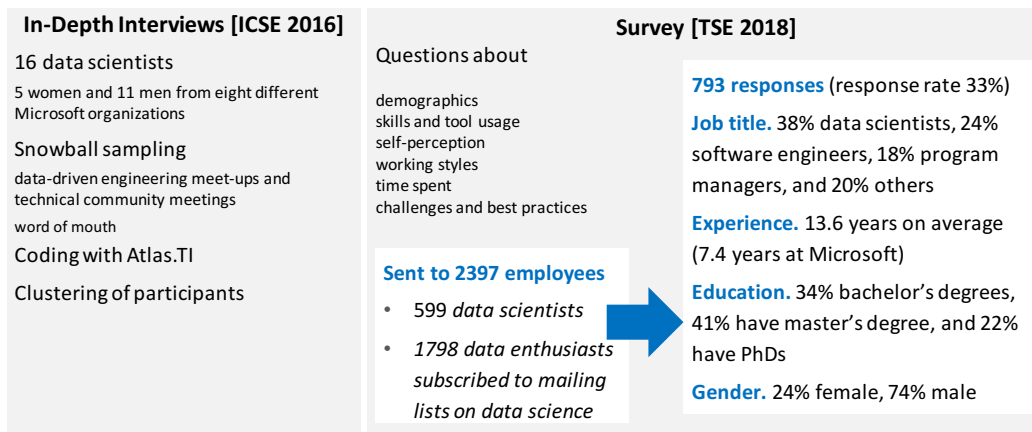 In-Depth Interviews [ICSE 2016]
16 data scientists
5 women and 11 men from eight different
Microsoft organizations
Snowball sampling
data-driven engineering meet-ups and
technical community meetings
word of mouth
Coding with Atlas.TI
Clustering of participants
Survey [TSE 2018]
Questions about
demographics
skills and tool usage
self-perception
working styles
time spent
challenges and best practices
Sent to 2397 employees
• 599 data scientists
• 1798 data enthusiasts
subscribed to mailing
lists on data science
793 responses (response rate 33%)
Job title. 38% data scientists, 24%
software engineers, 18% program
managers, and 20% others
Experience. 13.6 years on average
(7.4 years at Microsoft)
Education. 34% bachelor’s degrees,
41% have master’s degree, and 22%
have PhDs
Gender. 24% female, 74% male